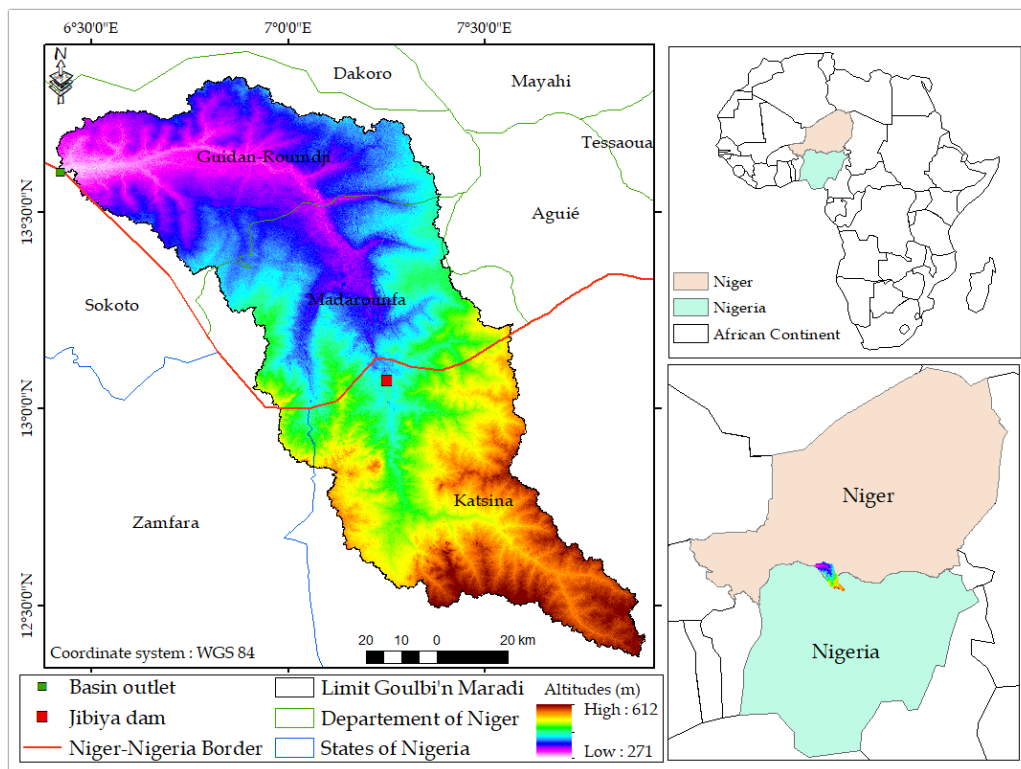 6°30'0"E 7°0'0"E 7°30'0"E
N
Dakoro
Mayahi
Tessaoua
Guidan-Roumdji
Aguié
13°30'0"N
Sokoto
Madarounfa
13°0'0"N
Katsina
Zamfara
12°30'0"N
20 10 0 20 km
Coordinate system : WGS 84
Basin outlet
Jibiya dam
Niger-Nigeria Border
Limit Goulbi'n Maradi
Departement of Niger
States of Nigeria
Altitudes (m)
High : 612
Low : 271
Niger
Nigeria
African Continent
Niger
Nigeria